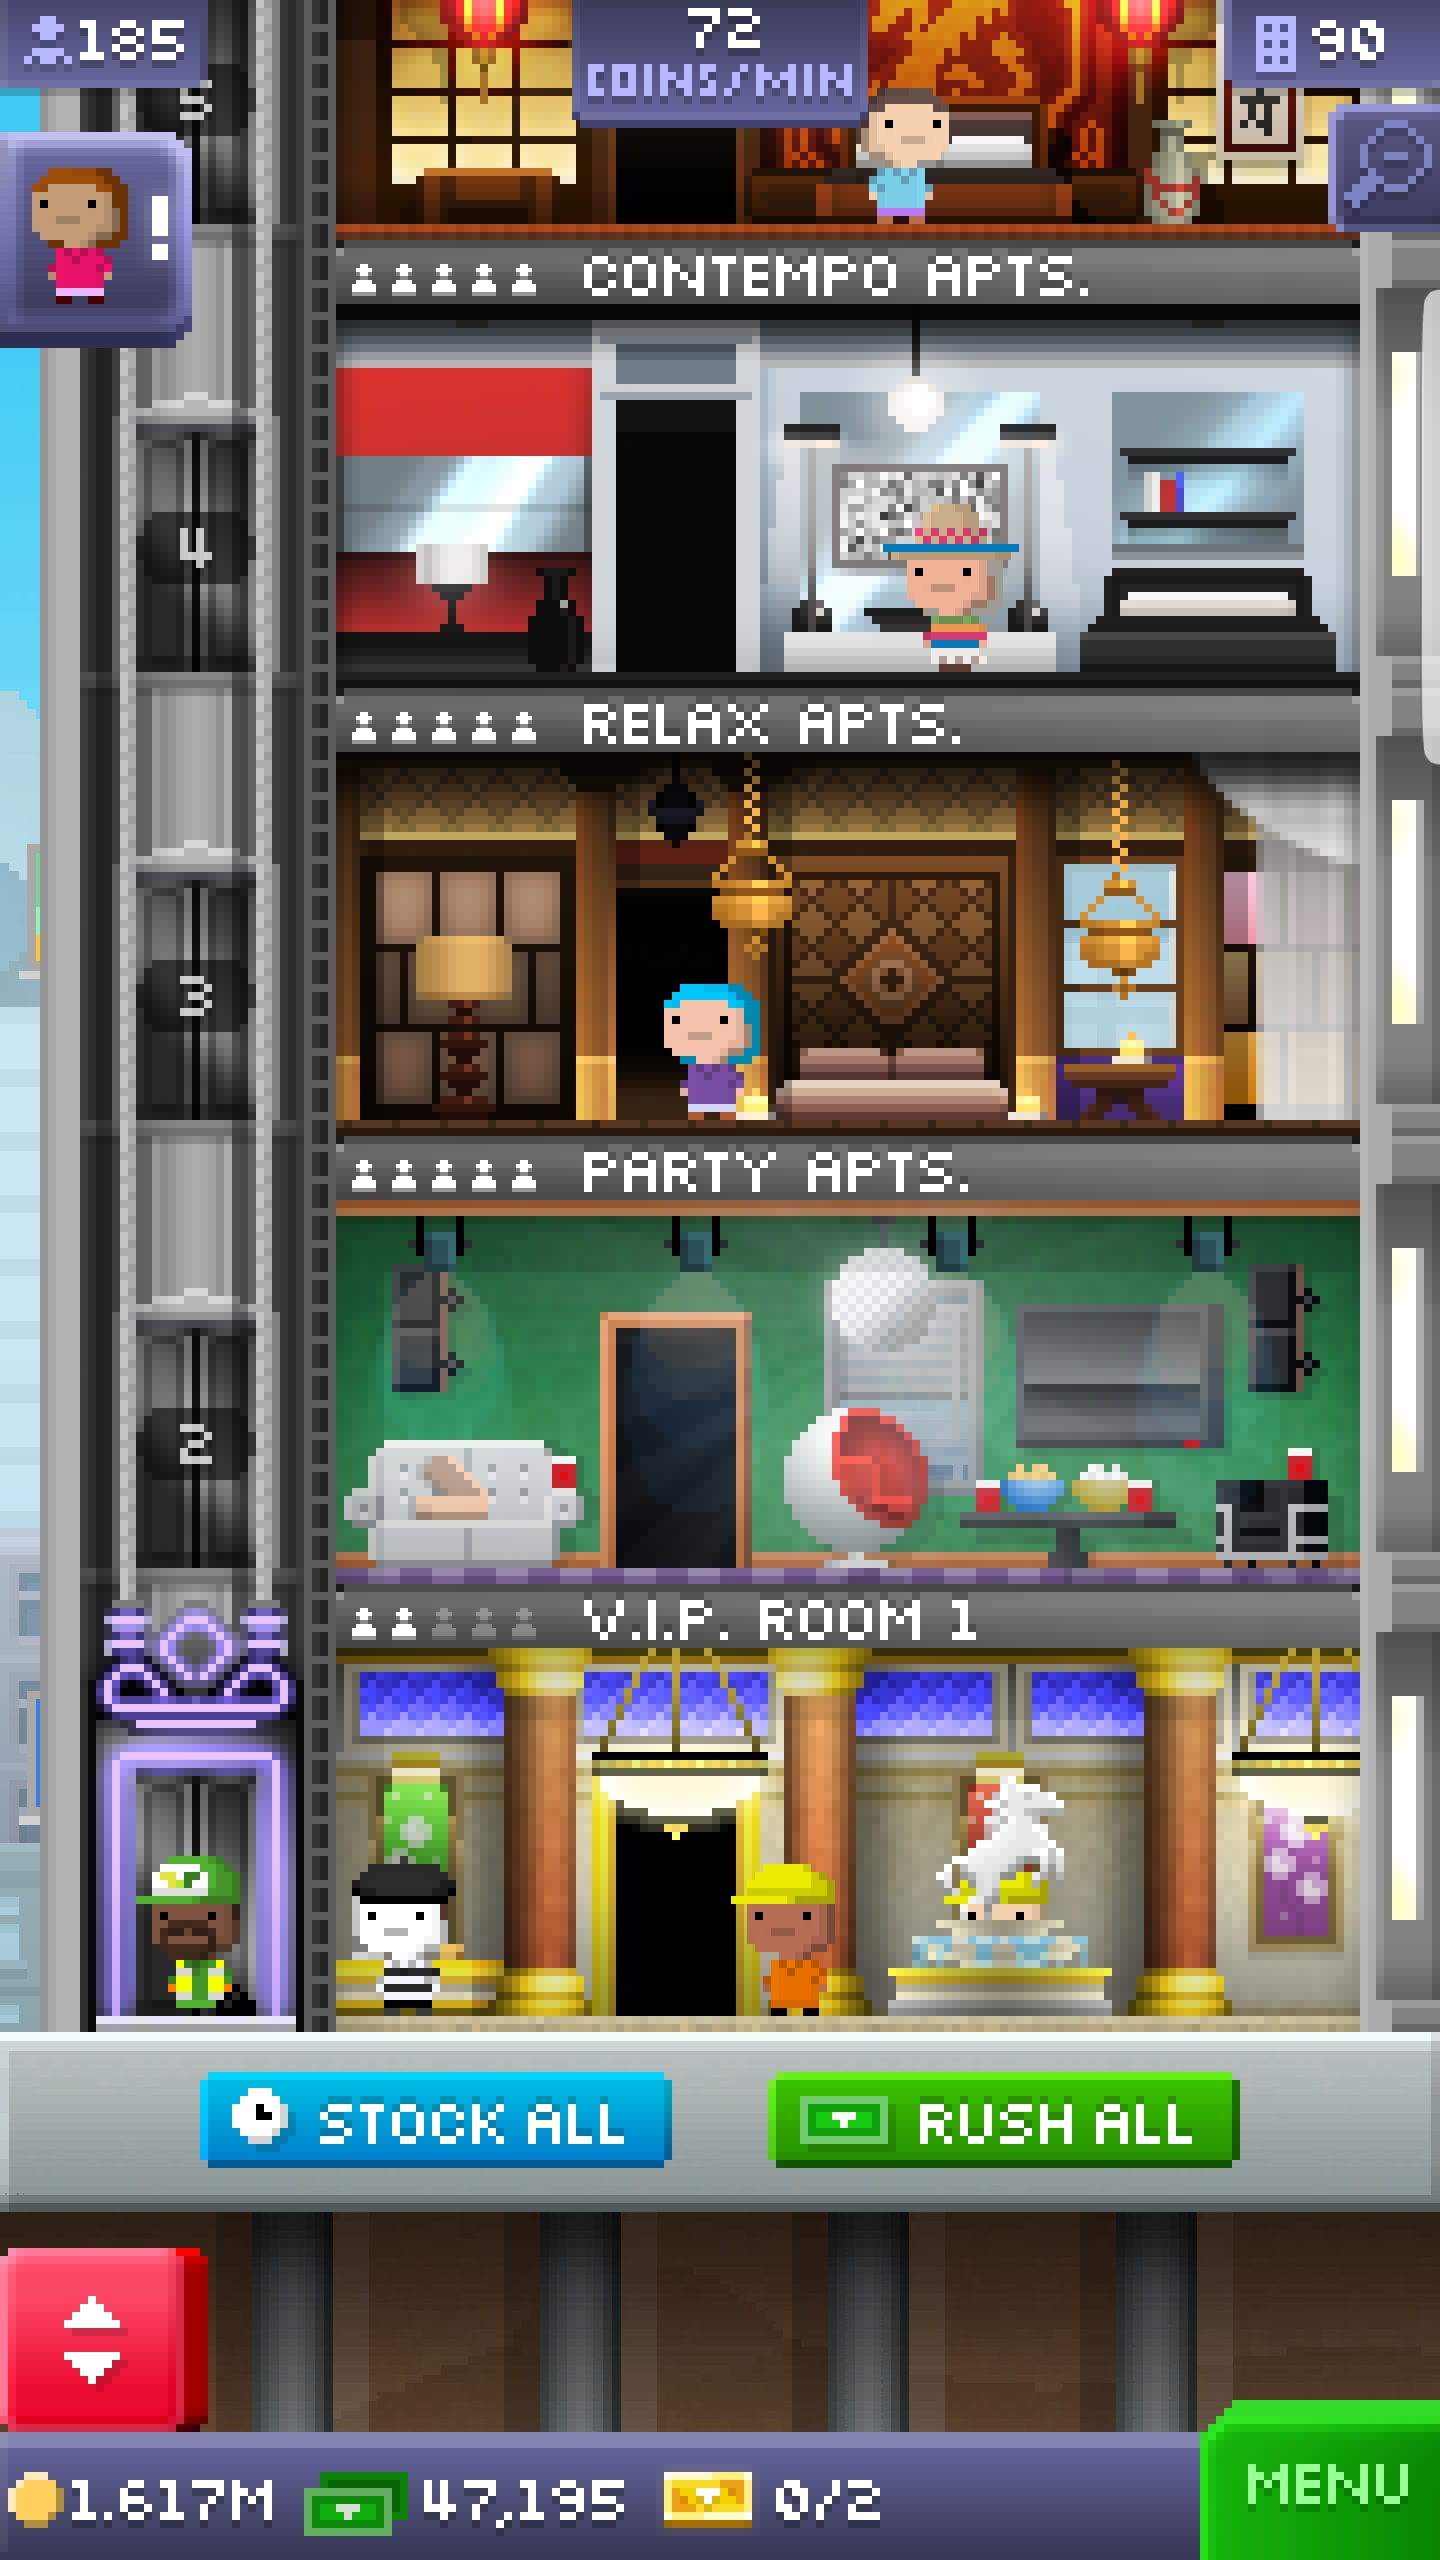 185
72
COINS/MIN
90
5
!
CONTEMPO APTS.
4
RELAX APTS.
3
PARTY APTS.
2
V.I.P. ROOM 1
STOCK ALL
RUSH ALL
1.617M
47,195
0/2
MENU